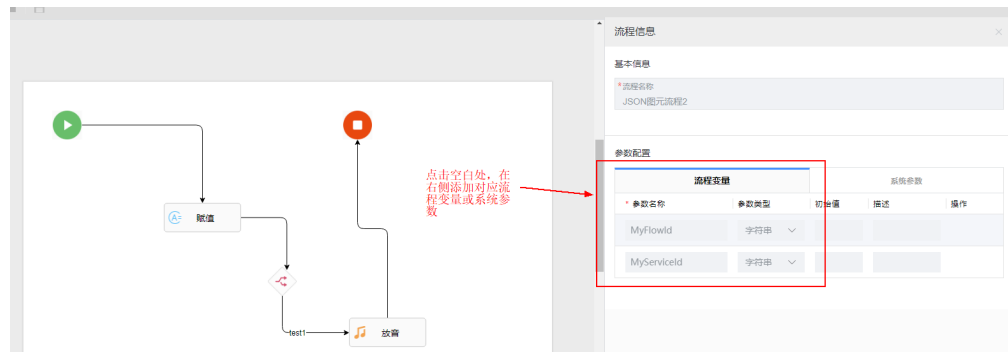 流程信息
基本信息
*流程名称
JSON图元流程2
参数配置
流程变量
系统参数
* 参数名称
参数类型
初始值
描述
操作
MyFlowId
字符串
MyServiceId
字符串
点击空白处，在
右侧添加对应流
程变量或系统参
数
赋值
test1
放音